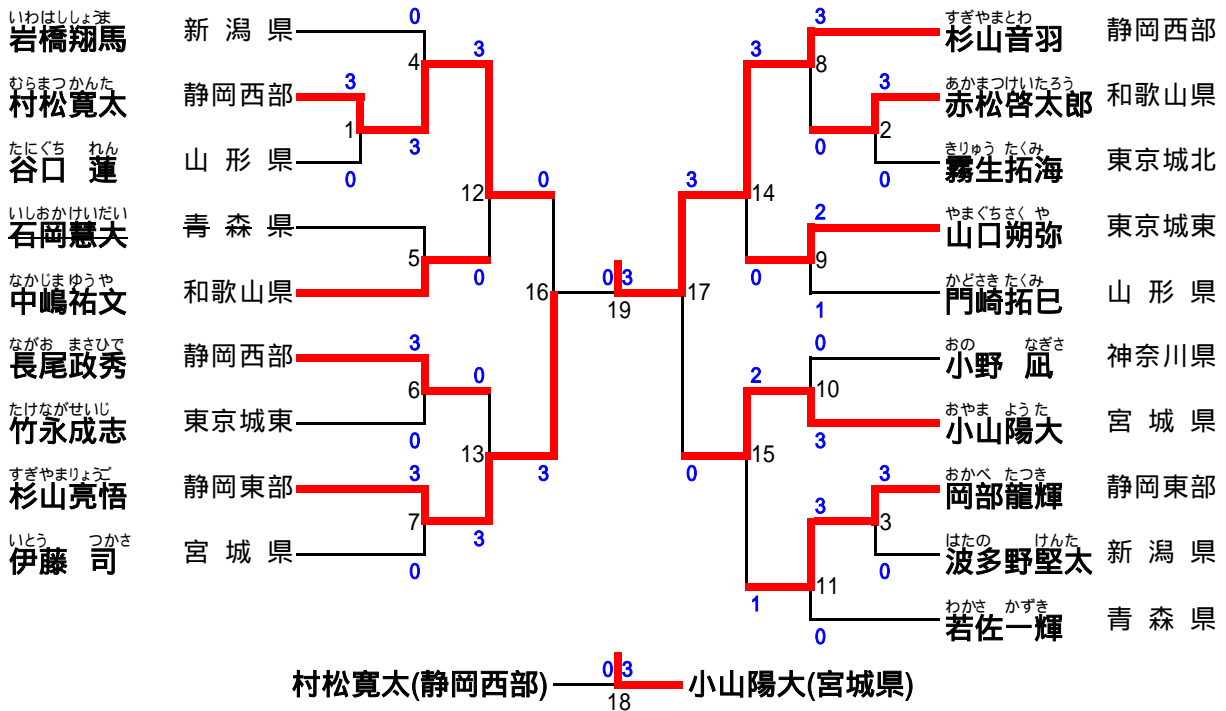 いわはししょうま
岩橋翔馬 新潟県
むらまつかんた
村松寛太 静岡西部
たにぐち れん
谷口 蓮 山形県
いしおかけいだい
石岡慧大 青森県
なかじまゆうや
中嶋祐文 和歌山県
ながお まさひで
長尾政秀 静岡西部
たけながせいじ
竹永成志 東京城東
すぎやまりょうご
杉山亮悟 静岡東部
いとう つかさ
伊藤 司 宮城県
0
4
3
3
1
3
0
12
0
5
0
16
3
6
0
0
13
3
3
7
3
0
0 3
19
3
8
3
3
2
0
0
3
14
2
9
0
1
17
0
2
10
3
15
0
3
3
3
0
11
1
0
すぎやまとわ
杉山音羽 静岡西部
あかまつけいたろう
赤松啓太郎 和歌山県
きりゅう たくみ
霧生拓海 東京城北
やまぐちさくや
山口朔弥 東京城東
かどさきたくみ
門崎拓巳 山形県
おの なぎさ
小野 凪 神奈川県
おやま ようた
小山陽大 宮城県
おかべ たつき
岡部龍輝 静岡東部
はたの けんた
波多野堅太 新潟県
わかさ かずき
若佐一輝 青森県
村松寛太(静岡西部) 0 3 小山陽大(宮城県)
18